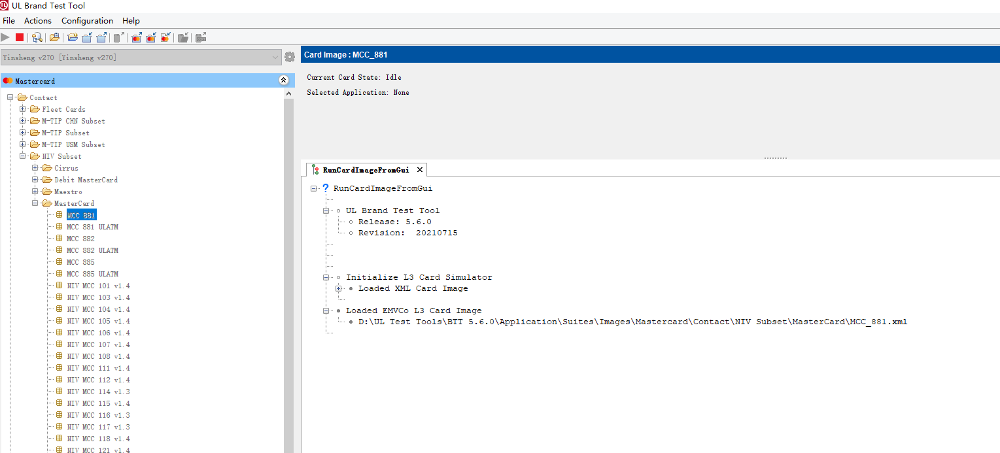 UL Brand Test Tool
File Actions Configuration Help
Yinsheng v270 [Yinsheng v270]
Mastercard
Contact
Fleet Cards
M-TIP CHN Subset
M-TIP Subset
M-TIP USM Subset
NIV Subset
Cirrus
Debit MasterCard
Maestro
MasterCard
MCC 881
MCC 881 ULATM
MCC 882
MCC 882 ULATM
MCC 885
MCC 885 ULATM
NIV MCC 101 v1.4
NIV MCC 103 v1.4
NIV MCC 104 v1.4
NIV MCC 105 v1.4
NIV MCC 106 v1.4
NIV MCC 107 v1.4
NIV MCC 108 v1.4
NIV MCC 111 v1.4
NIV MCC 112 v1.4
NIV MCC 114 v1.3
NIV MCC 115 v1.4
NIV MCC 116 v1.3
NIV MCC 117 v1.3
NIV MCC 118 v1.4
NIV MCC 121 v1.4
Card Image : MCC_881
Current Card State: Idle
Selected Application: None
RunCardImageFromGui
RunCardImageFromGui
UL Brand Test Tool
Release: 5.6.0
Revision: 20210715
Initialize L3 Card Simulator
Loaded XML Card Image
Loaded EMVCo L3 Card Image
D:\UL Test Tools\BTT 5.6.0\Application\Suites\Images\Mastercard\Contact\NIV Subset\MasterCard\MCC_881.xml